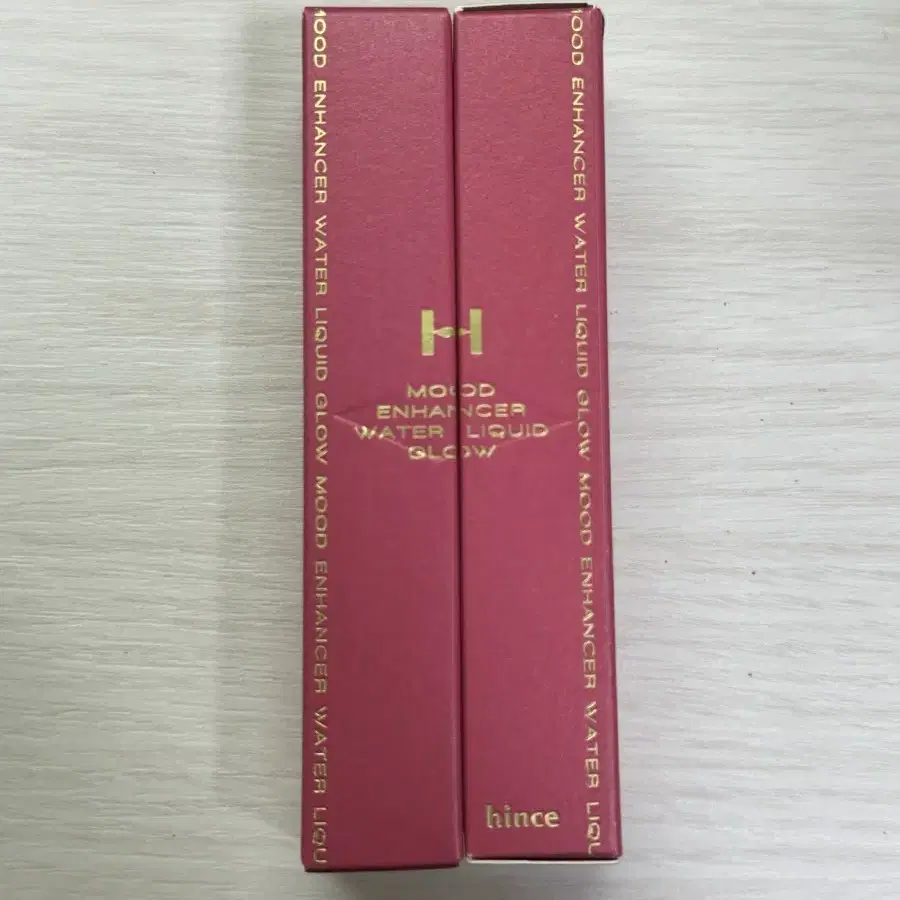 MOOD ENHANCER WATER LIQUID GLOW MOOD ENHANCER WATER LIQU
H
MOOD
ENHANCER
WATER LIQUID
GLOW
hince
MOOD ENHANCER WATER LIQUID GLOW MOOD ENHANCER WATER LIQU